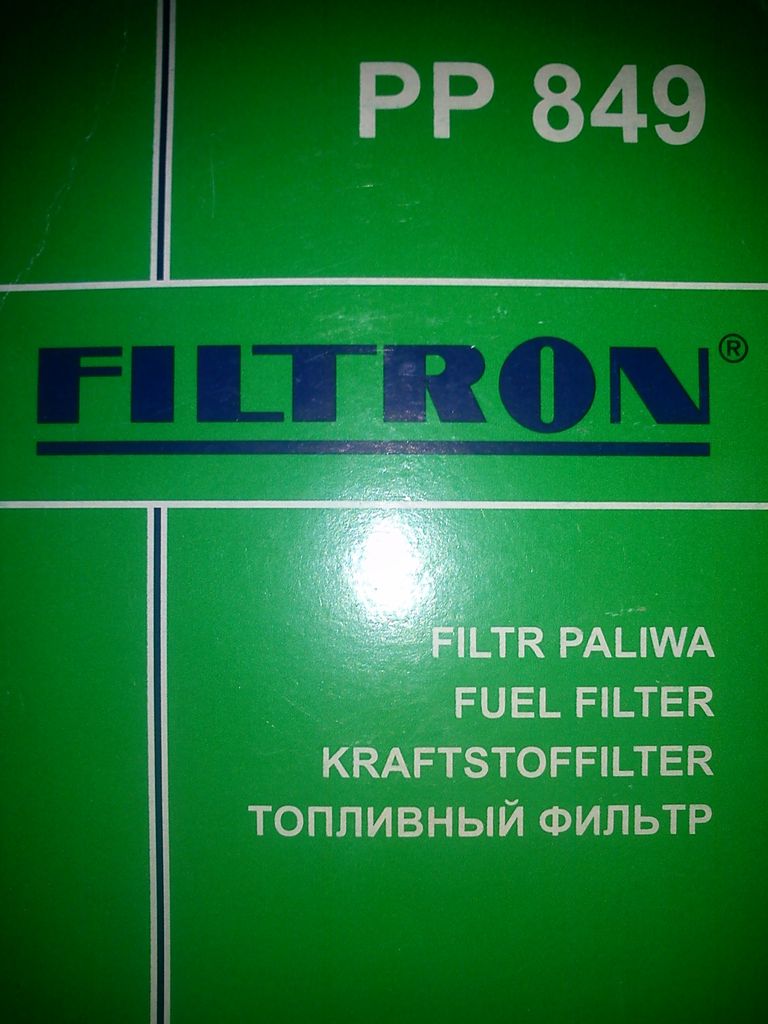 PP 849
FILTRON®
FILTR PALIWA
FUEL FILTER
KRAFTSTOFFILTER
ТОПЛИВНЫЙ ФИЛЬТР